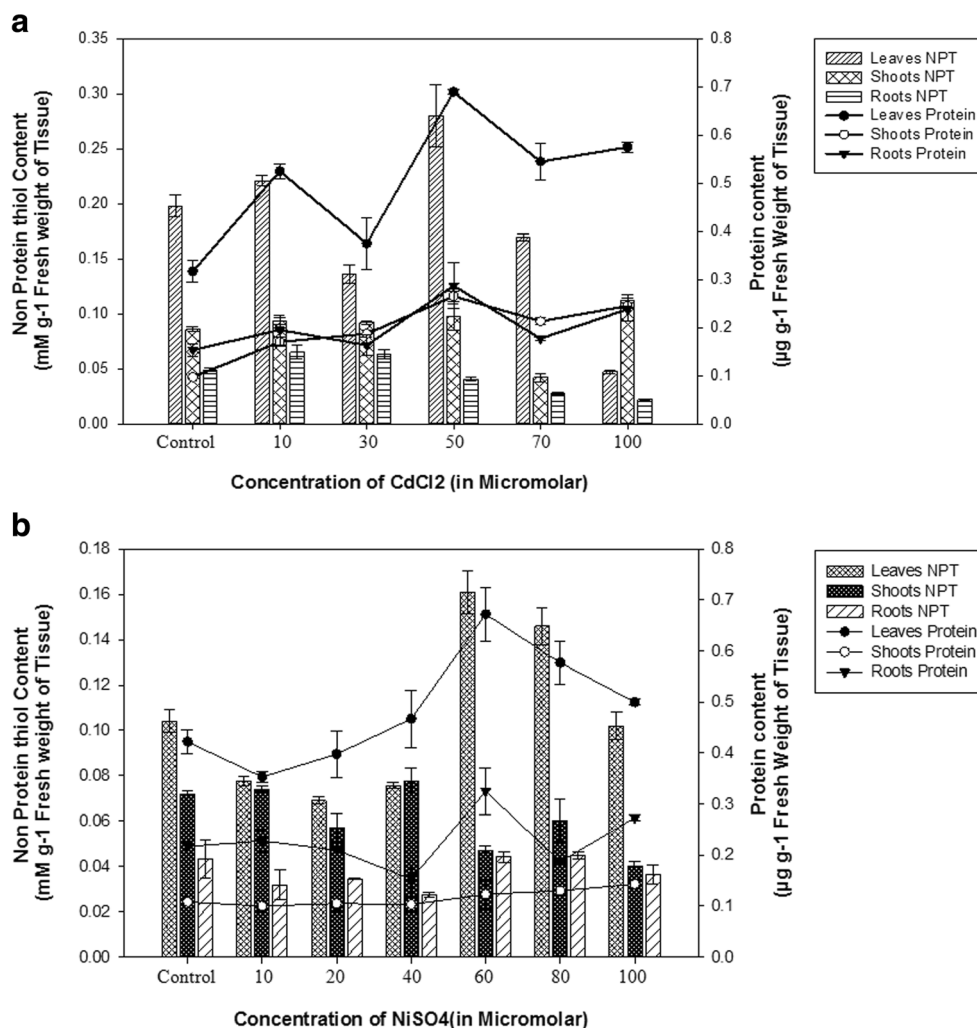 a
0.35
0.30
0.25
0.20
0.15
0.10
0.05
0.00
Non Protein thiol Content
(mM g-1 Fresh weight of Tissue)
0.8
0.7
0.6
0.5
0.4
0.3
0.2
0.1
0.0
Protein content
(µg g-1 Fresh Weight of Tissue)
Leaves NPT
Shoots NPT
Roots NPT
Leaves Protein
Shoots Protein
Roots Protein
Control 10 30 50 70 100
Concentration of CdCl2 (in Micromolar)
b
0.18
0.16
0.14
0.12
0.10
0.08
0.06
0.04
0.02
0.00
Non Protein thiol Content
(mM g-1 Fresh weight of Tissue)
0.8
0.7
0.6
0.5
0.4
0.3
0.2
0.1
0.0
Protein content
(µg g-1 Fresh Weight of Tissue)
Leaves NPT
Shoots NPT
Roots NPT
Leaves Protein
Shoots Protein
Roots Protein
Control 10 20 40 60 80 100
Concentration of NiSO4(in Micromolar)